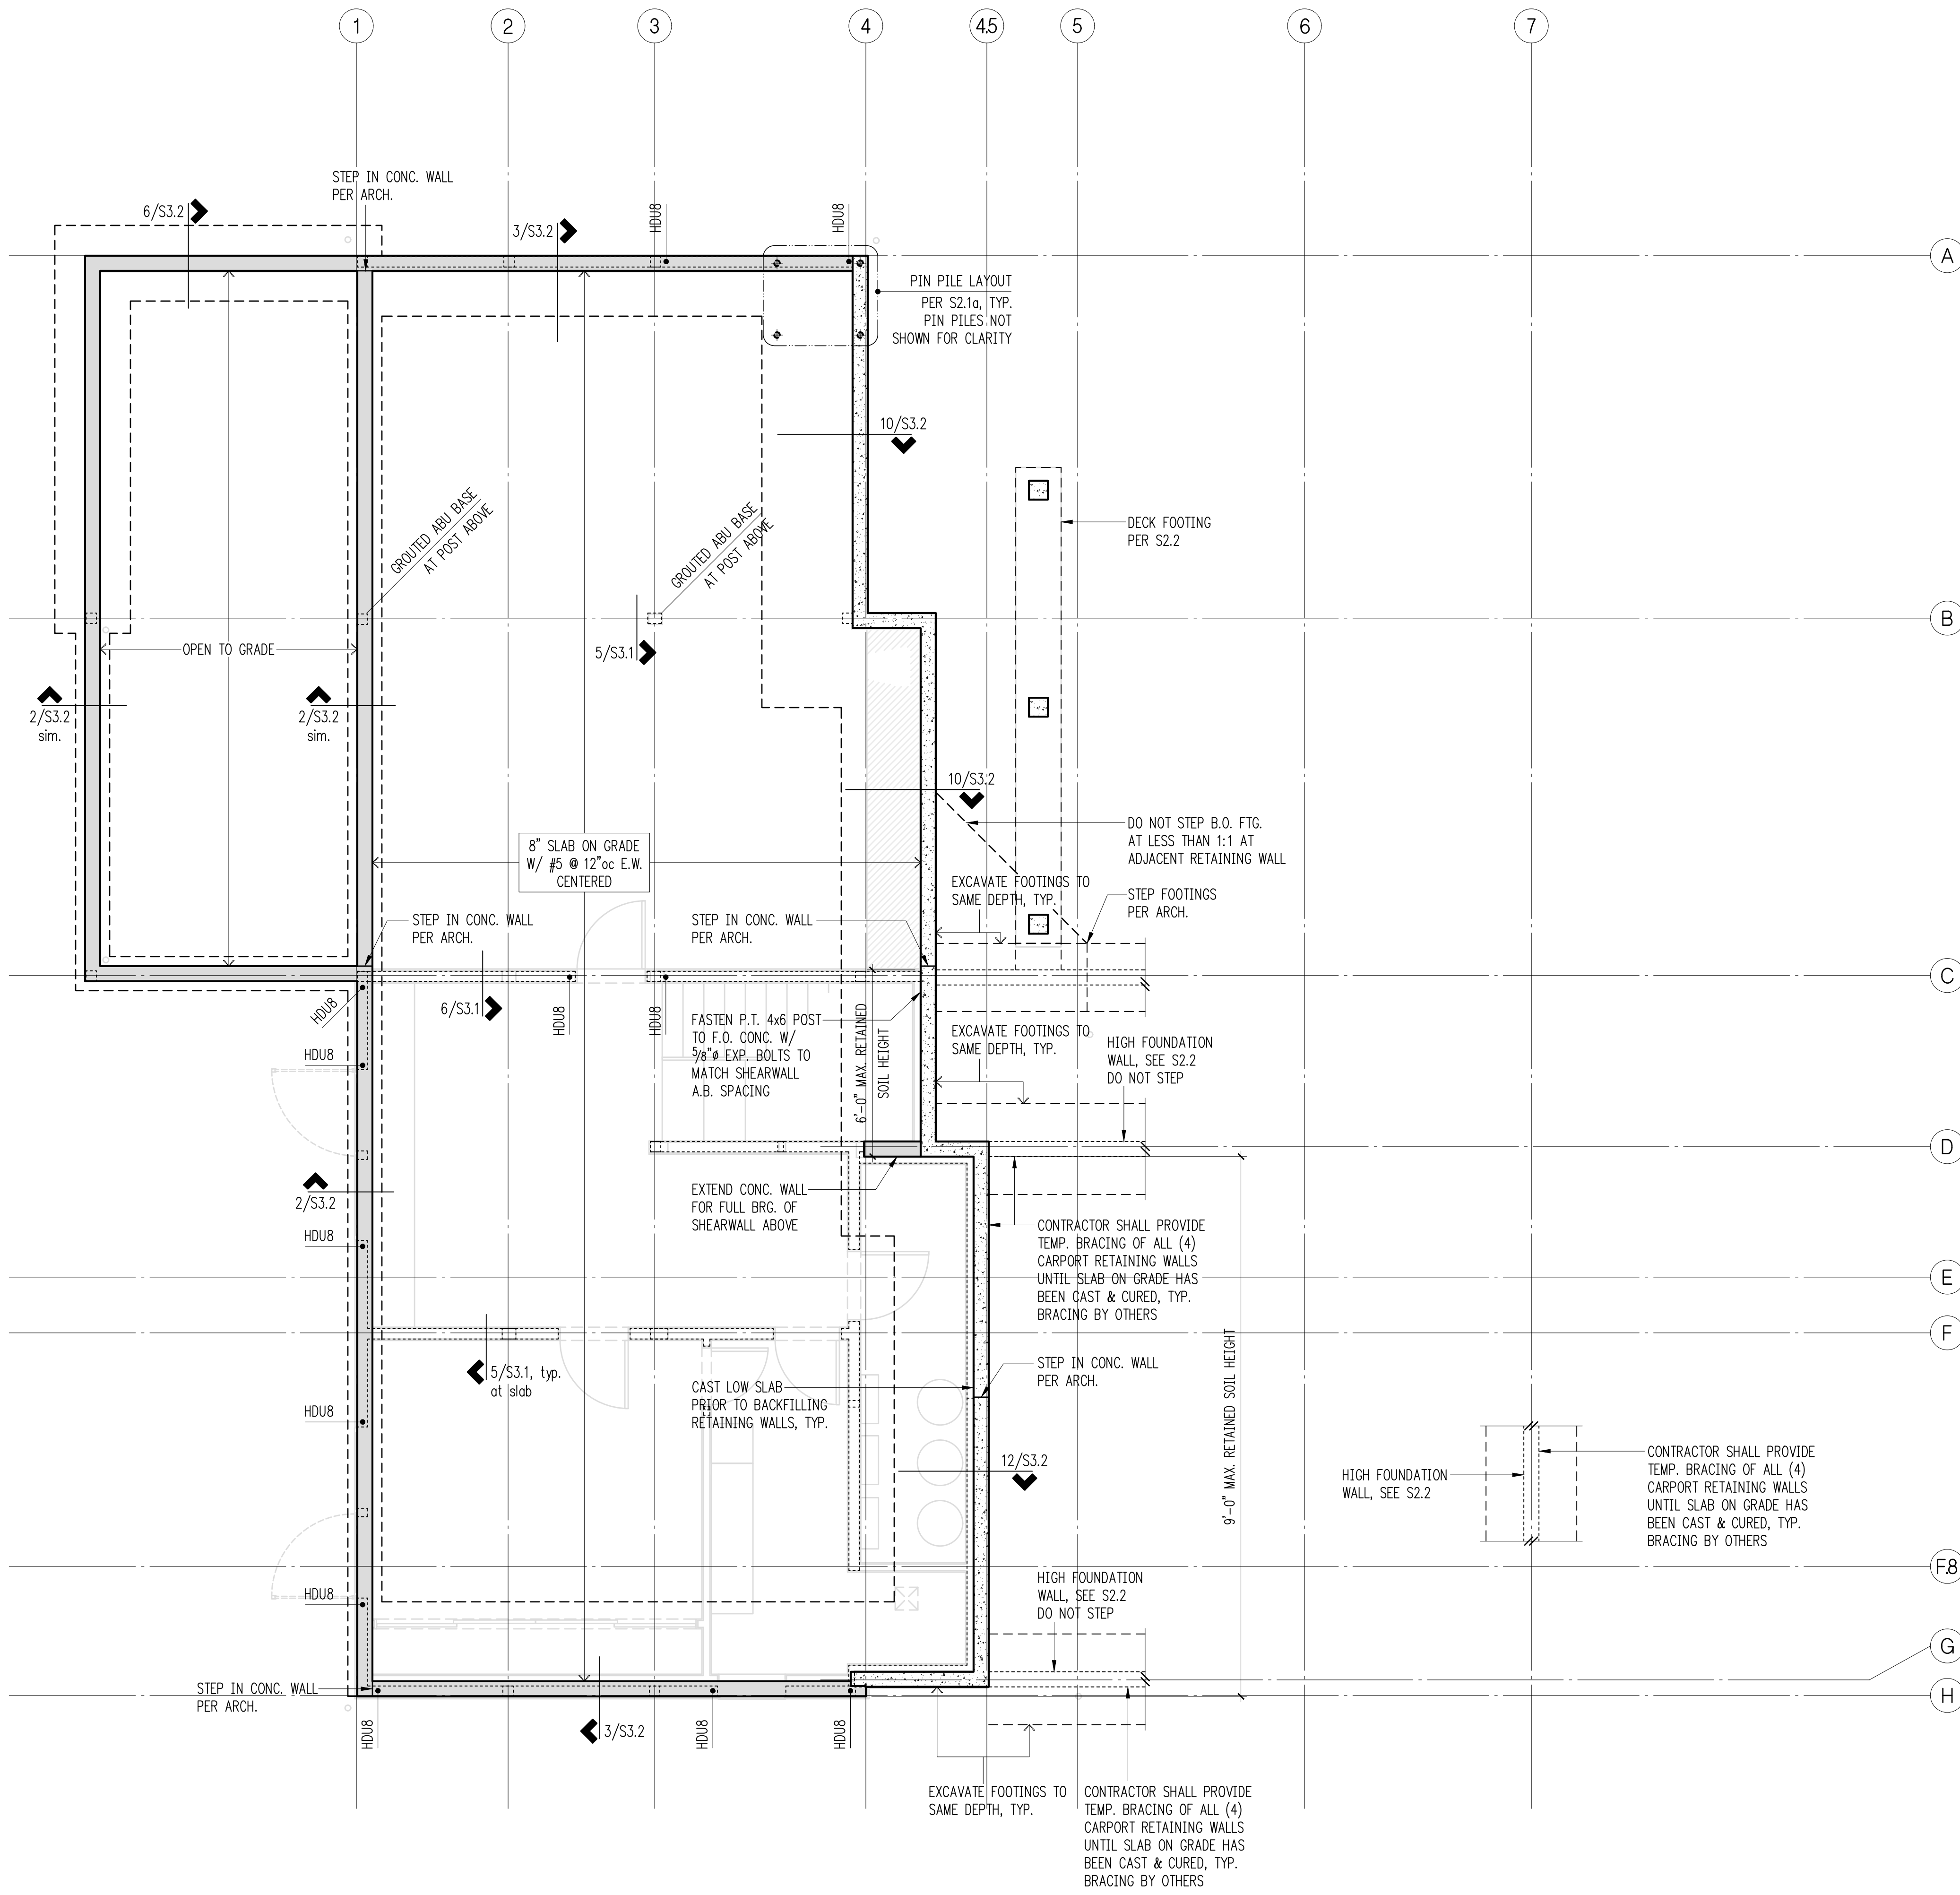 1
2
3
4
4.5
5
6
7
STEP IN CONC. WALL
PER ARCH.
6/S3.2
3/S3.2
HDU8
HDU8
A
PIN PILE LAYOUT
PER S2.1a, TYP.
PIN PILES NOT
SHOWN FOR CLARITY
10/S3.2
GROUTED ABU BASE
AT POST ABOVE
GROUTED ABU BASE
AT POST ABOVE
DECK FOOTING
PER S2.2
B
OPEN TO GRADE
5/S3.1
2/S3.2
sim.
2/S3.2
sim.
10/S3.2
8" SLAB ON GRADE
W/ #5 @ 12"oc E.W.
CENTERED
DO NOT STEP B.O. FTG.
AT LESS THAN 1:1 AT
ADJACENT RETAINING WALL
EXCAVATE FOOTINGS TO
SAME DEPTH, TYP.
STEP FOOTINGS
PER ARCH.
STEP IN CONC. WALL
PER ARCH.
STEP IN CONC. WALL
PER ARCH.
C
HDU8
6/S3.1
HDU8
HDU8
FASTEN P.T. 4x6 POST
TO F.O. CONC. W/
5/8"ø EXP. BOLTS TO
MATCH SHEARWALL
A.B. SPACING
6'-0" MAX. RETAINED
SOIL HEIGHT
EXCAVATE FOOTINGS TO
SAME DEPTH, TYP.
HIGH FOUNDATION
WALL, SEE S2.2
DO NOT STEP
HDU8
D
2/S3.2
EXTEND CONC. WALL
FOR FULL BRG. OF
SHEARWALL ABOVE
CONTRACTOR SHALL PROVIDE
TEMP. BRACING OF ALL (4)
CARPORT RETAINING WALLS
UNTIL SLAB ON GRADE HAS
BEEN CAST & CURED, TYP.
BRACING BY OTHERS
HDU8
E
F
5/S3.1, typ.
at slab
CAST LOW SLAB
PRIOR TO BACKFILLING
RETAINING WALLS, TYP.
STEP IN CONC. WALL
PER ARCH.
9'-0" MAX. RETAINED SOIL HEIGHT
HDU8
12/S3.2
HIGH FOUNDATION
WALL, SEE S2.2
CONTRACTOR SHALL PROVIDE
TEMP. BRACING OF ALL (4)
CARPORT RETAINING WALLS
UNTIL SLAB ON GRADE HAS
BEEN CAST & CURED, TYP.
BRACING BY OTHERS
F.8
HDU8
HIGH FOUNDATION
WALL, SEE S2.2
DO NOT STEP
G
H
STEP IN CONC. WALL
PER ARCH.
HDU8
3/S3.2
HDU8
HDU8
EXCAVATE FOOTINGS TO
SAME DEPTH, TYP.
CONTRACTOR SHALL PROVIDE
TEMP. BRACING OF ALL (4)
CARPORT RETAINING WALLS
UNTIL SLAB ON GRADE HAS
BEEN CAST & CURED, TYP.
BRACING BY OTHERS